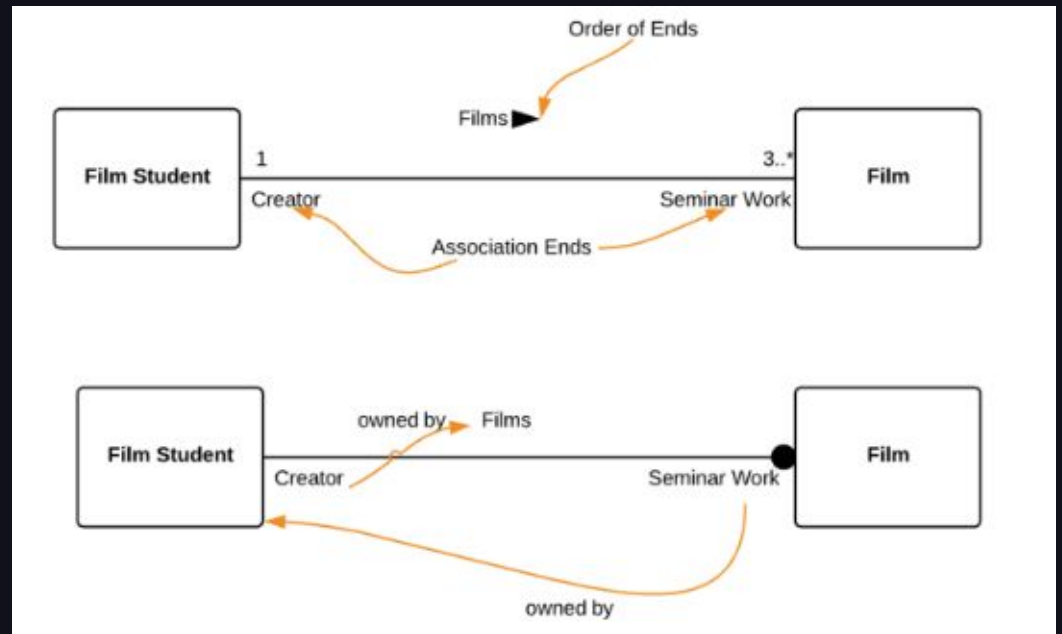 Order of Ends
Films
1
3..*
Film Student
Film
Creator
Seminar Work
Association Ends
owned by
Films
Film Student
Film
Creator
Seminar Work
owned by